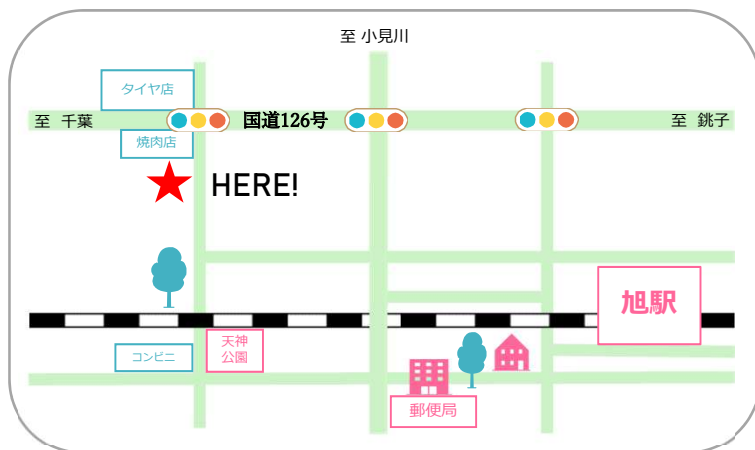 至 小見川
タイヤ店
至 千葉
国道126号
至 銚子
焼肉店
HERE!
旭駅
天神
公園
コンビニ
郵便局